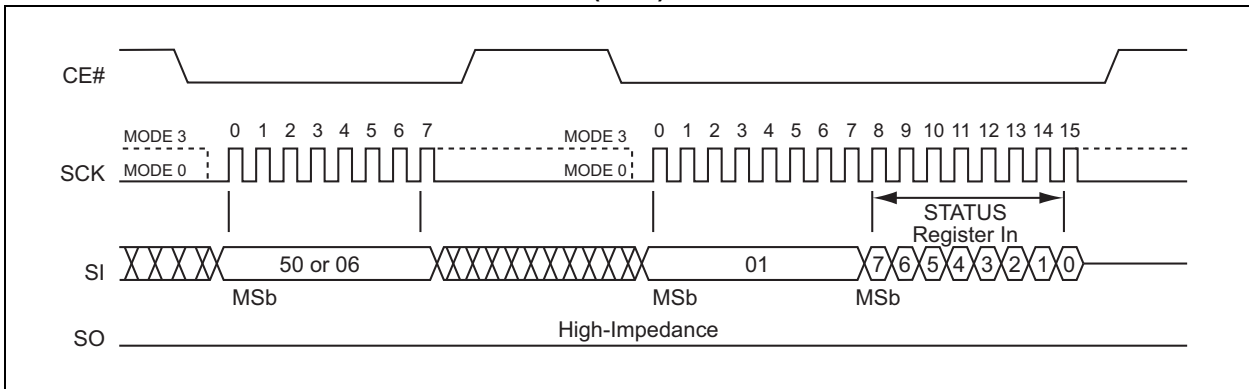 CE#
MODE 3 0 1 2 3 4 5 6 7 MODE 3 0 1 2 3 4 5 6 7 8 9 10 11 12 13 14 15
SCK MODE 0 MODE 0
STATUS
Register In
SI 50 or 06 01 7 6 5 4 3 2 1 0
MSb MSb MSb
High-Impedance
SO